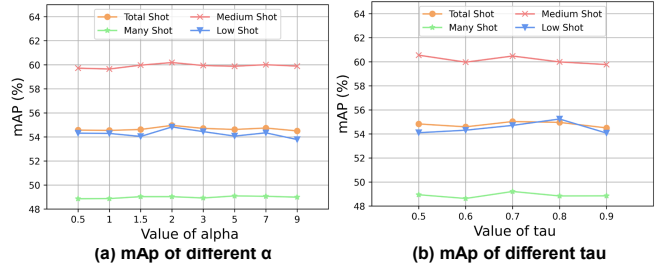 Total Shot
Medium Shot
Many Shot
Low Shot
mAP (%)
64
62
60
58
56
54
52
50
48
0.5 1 1.5 2 3 5 7 9
Value of alpha
(a) mAp of different α
Total Shot
Medium Shot
Many Shot
Low Shot
mAP (%)
64
62
60
58
56
54
52
50
48
0.5 0.6 0.7 0.8 0.9
Value of tau
(b) mAp of different tau